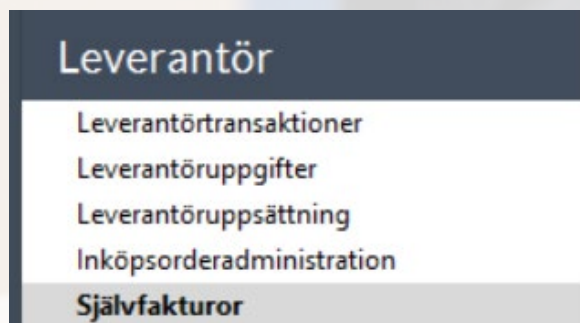 Leverantör
Leverantörtransaktioner
Leverantöruppgifter
Leverantöruppsättning
Inköpsorderadministration
Självfakturor